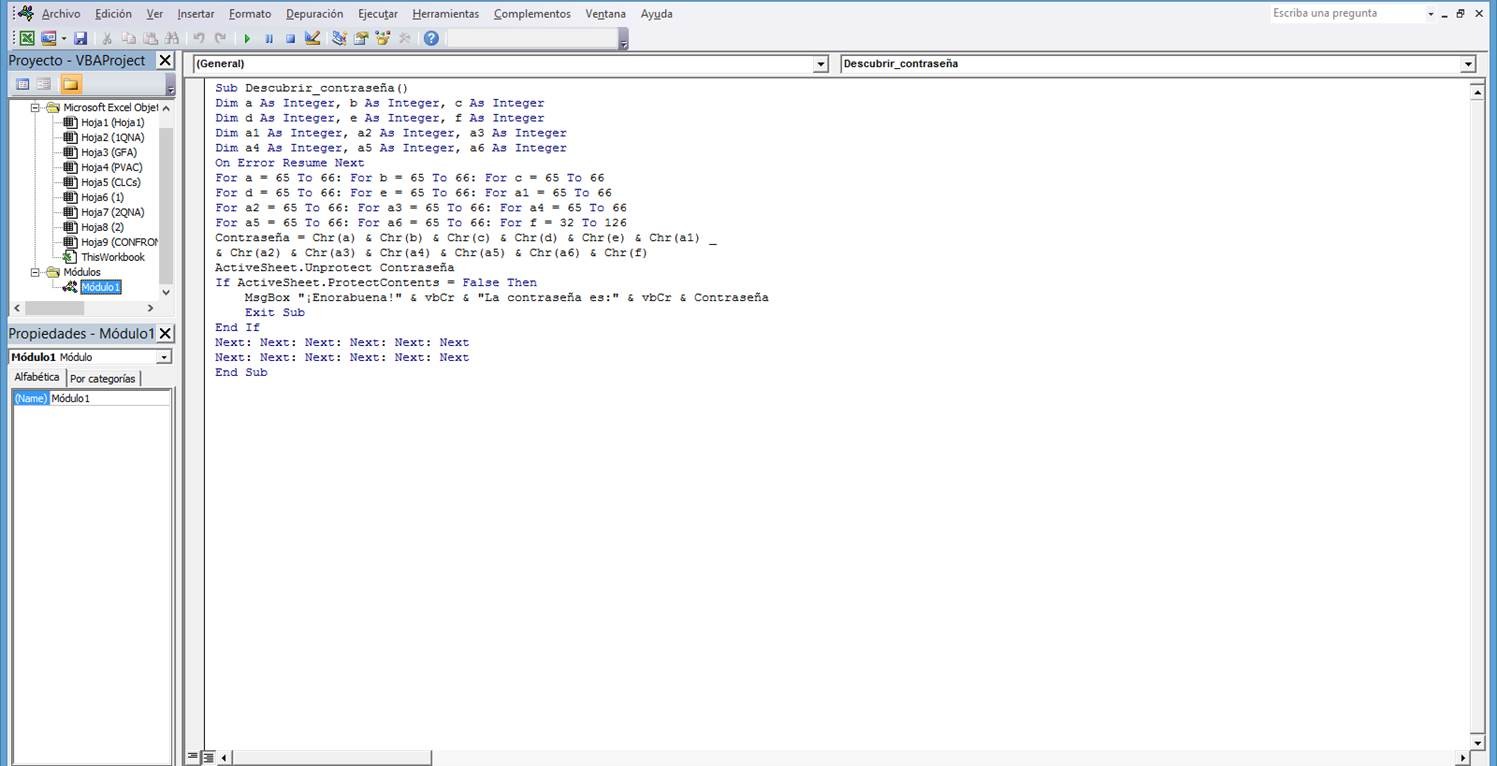 Archivo Edición Ver Insertar Formato Depuración Ejecutar Herramientas Complementos Ventana Ayuda Escriba una pregunta
Proyecto - VBAProject
Microsoft Excel Objet
Hoja1 (Hoja1)
Hoja2 (1QNA)
Hoja3 (GFA)
Hoja4 (PVAC)
Hoja5 (CLCs)
Hoja6 (1)
Hoja7 (2QNA)
Hoja8 (2)
Hoja9 (CONFRON
ThisWorkbook
Módulos
Módulo1
Propiedades - Módulo1
Módulo1 Módulo
Alfabética Por categorías
(Name) Módulo1
(General) Descubrir_contraseña
Sub Descubrir_contraseña()
Dim a As Integer, b As Integer, c As Integer
Dim d As Integer, e As Integer, f As Integer
Dim a1 As Integer, a2 As Integer, a3 As Integer
Dim a4 As Integer, a5 As Integer, a6 As Integer
On Error Resume Next
For a = 65 To 66: For b = 65 To 66: For c = 65 To 66
For d = 65 To 66: For e = 65 To 66: For a1 = 65 To 66
For a2 = 65 To 66: For a3 = 65 To 66: For a4 = 65 To 66
For a5 = 65 To 66: For a6 = 65 To 66: For f = 32 To 126
Contraseña = Chr(a) & Chr(b) & Chr(c) & Chr(d) & Chr(e) & Chr(a1) _
& Chr(a2) & Chr(a3) & Chr(a4) & Chr(a5) & Chr(a6) & Chr(f)
ActiveSheet.Unprotect Contraseña
If ActiveSheet.ProtectContents = False Then
MsgBox "¡Enorabuena!" & vbCr & "La contraseña es:" & vbCr & Contraseña
Exit Sub
End If
Next: Next: Next: Next: Next: Next
Next: Next: Next: Next: Next: Next
End Sub